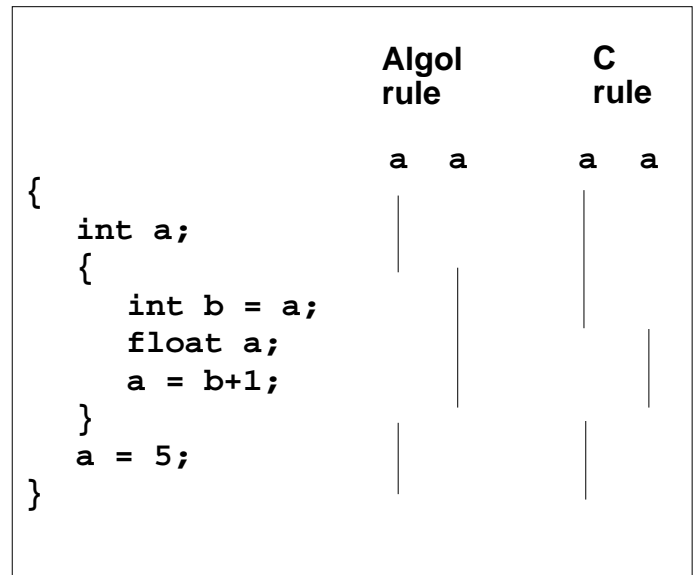 Algol C
rule rule
a a a a
{
int a;
{
int b = a;
float a;
a = b+1;
}
a = 5;
}